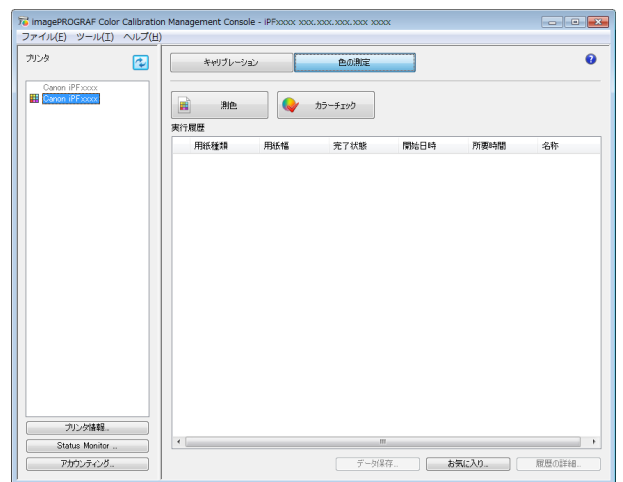 imagePROGRAF Color Calibration Management Console - iPFxxxx xxx.xxx.xxx.xxx xxxx
ファイル(F) ツール(T) ヘルプ(H)
プリンタ
キャリブレーション 色の測定
Canon iPFxxxx
Canon iPFxxxx
測色 カラーチェック
実行履歴
用紙種類 用紙幅 完了状態 開始日時 所要時間 名称
プリンタ情報...
Status Monitor ...
アカウンティング...
データ保存... お気に入り... 履歴の詳細...